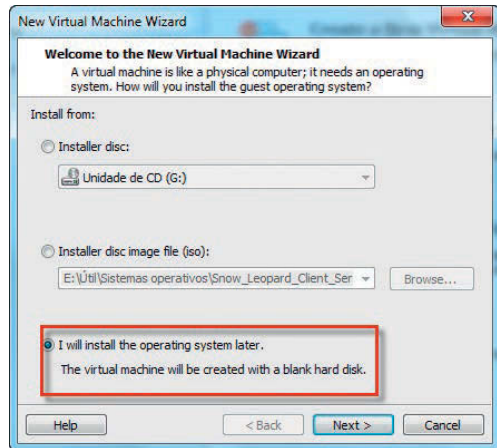 New Virtual Machine Wizard
Welcome to the New Virtual Machine Wizard
A virtual machine is like a physical computer; it needs an operating
system. How will you install the guest operating system?
Install from:
Installer disc:
Unidade de CD (G:)
Installer disc image file (iso):
E:\Útil\Sistemas operativos\Snow_Leopard_Client_Ser
Browse...
I will install the operating system later.
The virtual machine will be created with a blank hard disk.
Help
< Back
Next >
Cancel